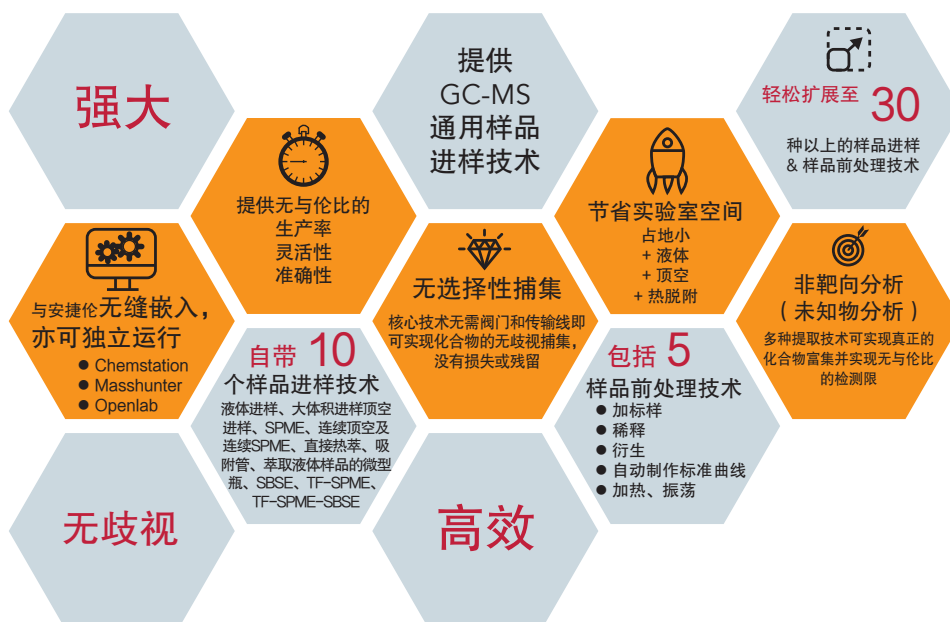 强大
提供
GC-MS
通用样品
进样技术
轻松扩展至 30
种以上的样品进样
& 样品前处理技术
提供无与伦比的
生产率
灵活性
准确性
节省实验室空间
占地小
+ 液体
+ 顶空
+ 热脱附
与安捷伦无缝嵌入，
亦可独立运行
● Chemstation
● Masshunter
● Openlab
无选择性捕集
核心技术无需阀门和传输线即
可实现化合物的无歧视捕集，
没有损失或残留
非靶向分析
（未知物分析）
多种提取技术可实现真正的
化合物富集并实现无与伦比
的检测限
自带 10
个样品进样技术
液体进样、大体积进样顶空
进样、SPME、连续顶空及
连续SPME、直接热萃、吸
附管、萃取液体样品的微型
瓶、SBSE、TF-SPME、
TF-SPME-SBSE
包括 5
样品前处理技术
● 加标样
● 稀释
● 衍生
● 自动制作标准曲线
● 加热、振荡
无歧视
高效